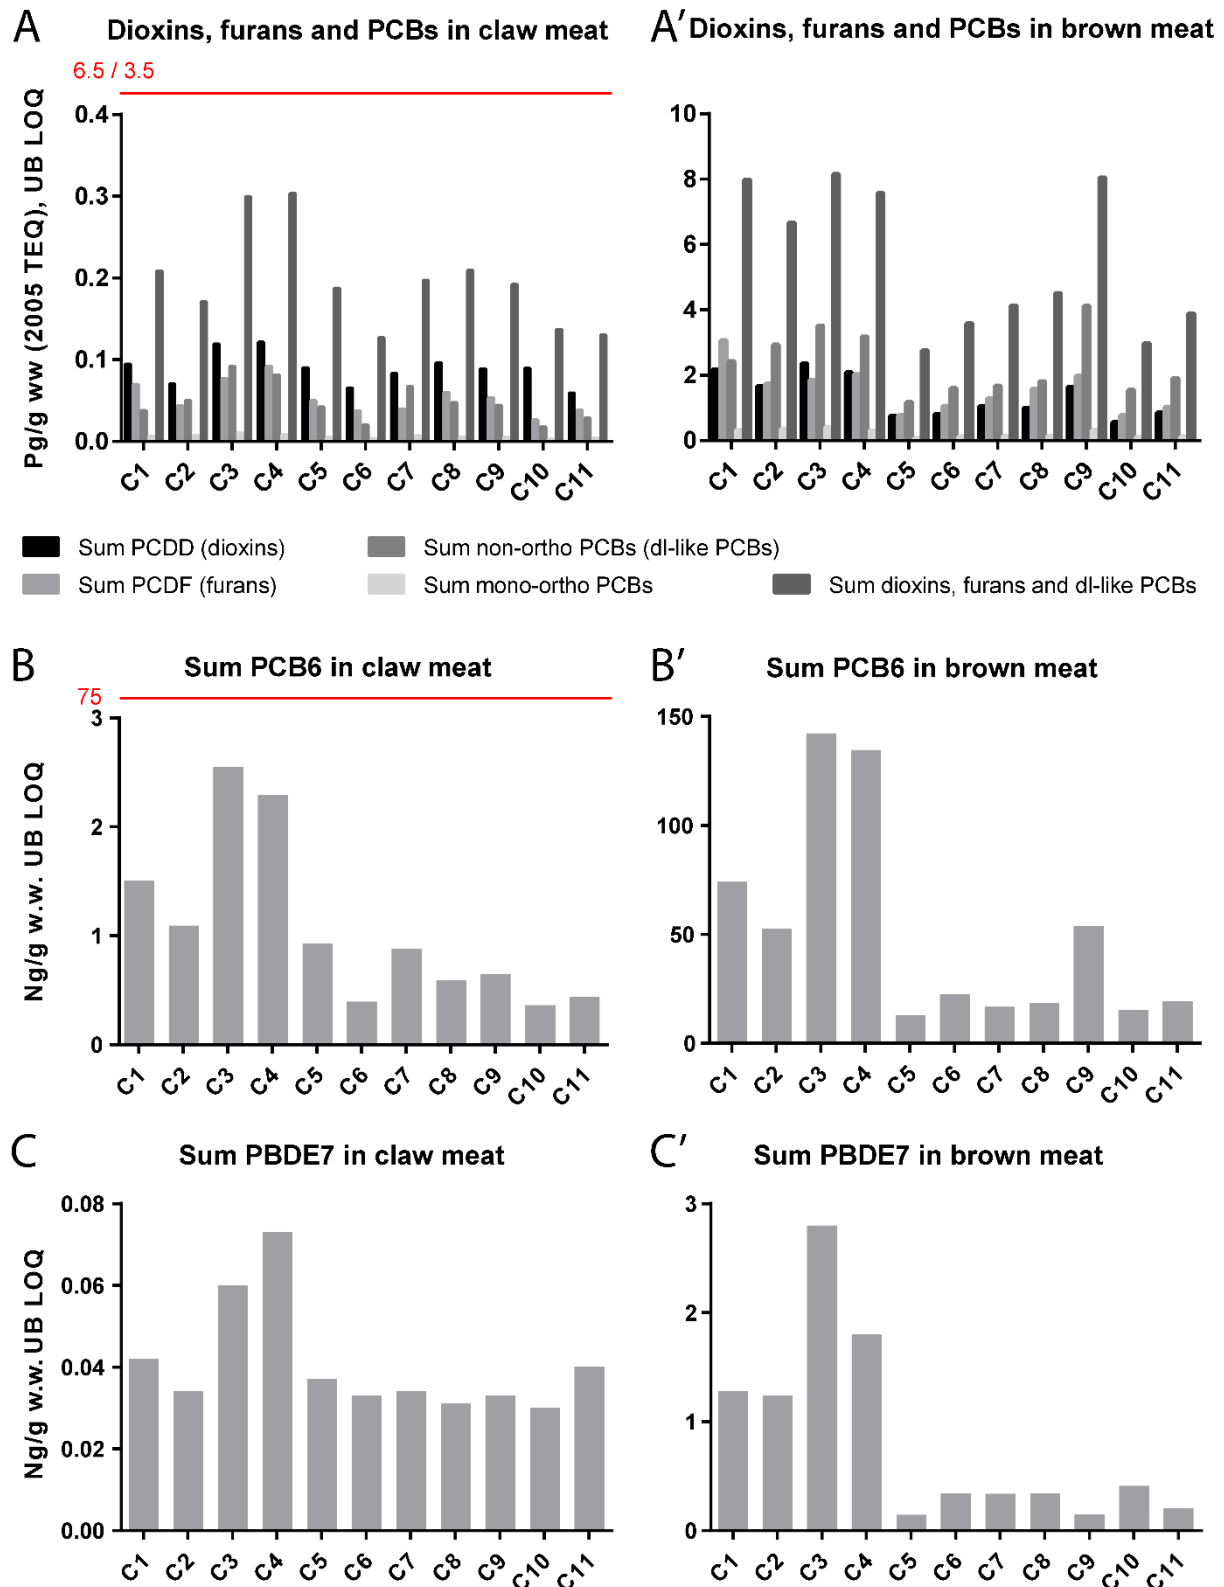 A Dioxins, furans and PCBs in claw meat
A′ Dioxins, furans and PCBs in brown meat
6.5 / 3.5
Pg/g ww (2005 TEQ), UB LOQ
0.4
0.3
0.2
0.1
0.0
C1 C2 C3 C4 C5 C6 C7 C8 C9 C10 C11
10
8
6
4
2
0
C1 C2 C3 C4 C5 C6 C7 C8 C9 C10 C11
Sum PCDD (dioxins)
Sum non-ortho PCBs (dl-like PCBs)
Sum PCDF (furans)
Sum mono-ortho PCBs
Sum dioxins, furans and dl-like PCBs
B Sum PCB6 in claw meat
75
Ng/g w.w. UB LOQ
3
2
1
0
C1 C2 C3 C4 C5 C6 C7 C8 C9 C10 C11
B′ Sum PCB6 in brown meat
150
100
50
0
C1 C2 C3 C4 C5 C6 C7 C8 C9 C10 C11
C Sum PBDE7 in claw meat
Ng/g w.w. UB LOQ
0.08
0.06
0.04
0.02
0.00
C1 C2 C3 C4 C5 C6 C7 C8 C9 C10 C11
C′ Sum PBDE7 in brown meat
3
2
1
0
C1 C2 C3 C4 C5 C6 C7 C8 C9 C10 C11